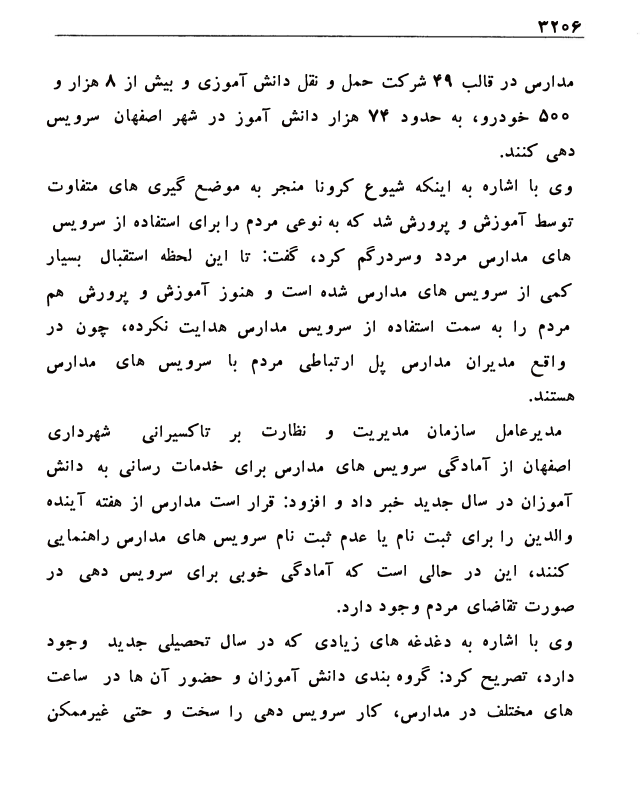 ۳۲۰۶
مدارس در قالب ۴۹ شرکت حمل و نقل دانش آموزی و بیش از ۸ هزار و
۵۰۰ خودرو، به حدود ۷۴ هزار دانش آموز در شهر اصفهان سرویس
دهی کنند.
وی با اشاره به اینکه شیوع کرونا منجر به موضع گیری های متفاوت
توسط آموزش و پرورش شد که به نوعی مردم را برای استفاده از سرویس
های مدارس مردد وسردرگم کرد، گفت: تا این لحظه استقبال بسیار
کمی از سرویس های مدارس شده است و هنوز آموزش و پرورش هم
مردم را به سمت استفاده از سرویس مدارس هدایت نکرده، چون در
واقع مدیران مدارس پل ارتباطی مردم با سرویس های مدارس
هستند.
مدیرعامل سازمان مدیریت و نظارت بر تاکسیرانی شهرداری
اصفهان از آمادگی سرویس های مدارس برای خدمات رسانی به دانش
آموزان در سال جدید خبر داد و افزود: قرار است مدارس از هفته آینده
والدین را برای ثبت نام یا عدم ثبت نام سرویس های مدارس راهنمایی
کنند، این در حالی است که آمادگی خوبی برای سرویس دهی در
صورت تقاضای مردم وجود دارد.
وی با اشاره به دغدغه های زیادی که در سال تحصیلی جدید وجود
دارد، تصریح کرد: گروه بندی دانش آموزان و حضور آن ها در ساعت
های مختلف در مدارس، کار سرویس دهی را سخت و حتی غیرممکن